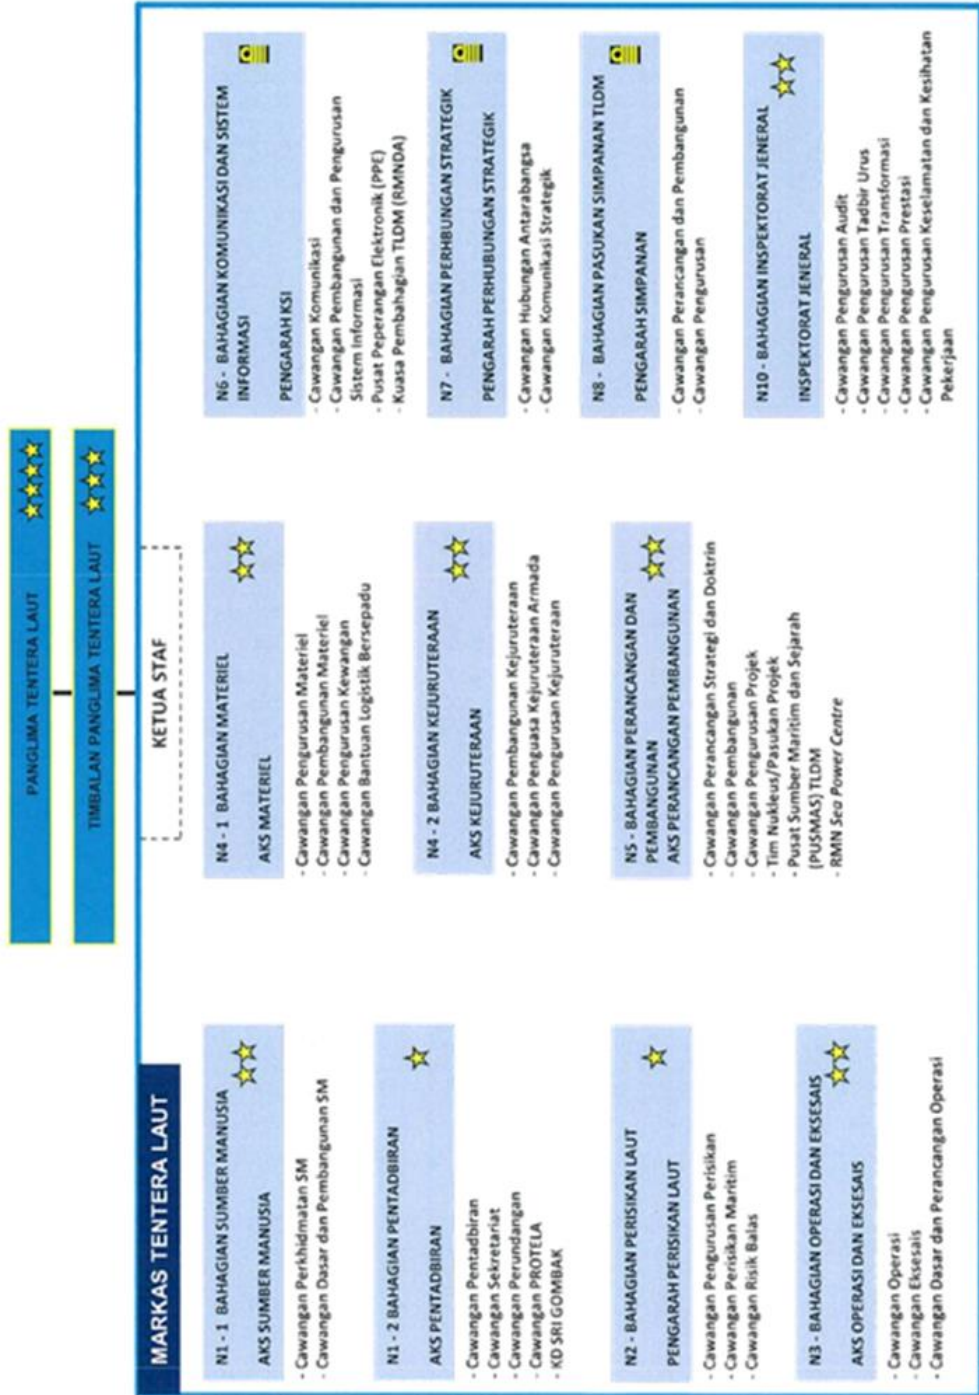 PANGLIMA TENTERA LAUT
TIMBALAN PANGLIMA TENTERA LAUT
MARKAS TENTERA LAUT
KETUA STAF
N1 - 1 BAHAGIAN SUMBER MANUSIA
AKS SUMBER MANUSIA
- Cawangan Perkhidmatan SM
- Cawangan Dasar dan Pembangunan SM
N1 - 2 BAHAGIAN PENTADBIRAN
AKS PENTADBIRAN
- Cawangan Pentadbiran
- Cawangan Sekretariat
- Cawangan Perundangan
- Cawangan PROTELA
- KD SRI GOMBAK
N2 - BAHAGIAN PERISIKAN LAUT
PENGARAH PERISIKAN LAUT
- Cawangan Pengurusan Perisikan
- Cawangan Perisikan Maritim
- Cawangan Risik Balas
N3 - BAHAGIAN OPERASI DAN EKSESAIS
AKS OPERASI DAN EKSESAIS
- Cawangan Operasi
- Cawangan Eksesais
- Cawangan Dasar dan Perancangan Operasi
N4 - 1 BAHAGIAN MATERIEL
AKS MATERIEL
- Cawangan Pengurusan Materiel
- Cawangan Pembangunan Materiel
- Cawangan Pengurusan Kewangan
- Cawangan Bantuan Logistik Bersepadu
N4 - 2 BAHAGIAN KEJURUTERAAN
AKS KEJURUTERAAN
- Cawangan Pembangunan Kejuruteraan
- Cawangan Penguasa Kejuruteraan Armada
- Cawangan Pengurusan Kejuruteraan
N5 - BAHAGIAN PERANCANGAN DAN
PEMBANGUNAN
AKS PERANCANGAN PEMBANGUNAN
- Cawangan Perancangan Strategi dan Doktrin
- Cawangan Pembangunan
- Cawangan Pengurusan Projek
- Tim Nukleus/Pasukan Projek
- Pusat Sumber Maritim dan Sejarah
(PUSMAS) TLDM
- RMN Sea Power Centre
N6 - BAHAGIAN KOMUNIKASI DAN SISTEM
INFORMASI
PENGARAH KSI
- Cawangan Komunikasi
- Cawangan Pembangunan dan Pengurusan
Sistem Informasi
- Pusat Peperangan Elektronik (PPE)
- Kuasa Pembahagian TLDM (RMNDA)
N7 - BAHAGIAN PERHBUNGAN STRATEGIK
PENGARAH PERHUBUNGAN STRATEGIK
- Cawangan Hubungan Antarabangsa
- Cawangan Komunikasi Strategik
N8 - BAHAGIAN PASUKAN SIMPANAN TLDM
PENGARAH SIMPANAN
- Cawangan Perancangan dan Pembangunan
- Cawangan Pengurusan
N10 - BAHAGIAN INSPEKTORAT JENERAL
INSPEKTORAT JENERAL
- Cawangan Pengurusan Audit
- Cawangan Pengurusan Tadbir Urus
- Cawangan Pengurusan Transformasi
- Cawangan Pengurusan Prestasi
- Cawangan Pengurusan Keselamatan dan Kesihatan
Pekerjaan